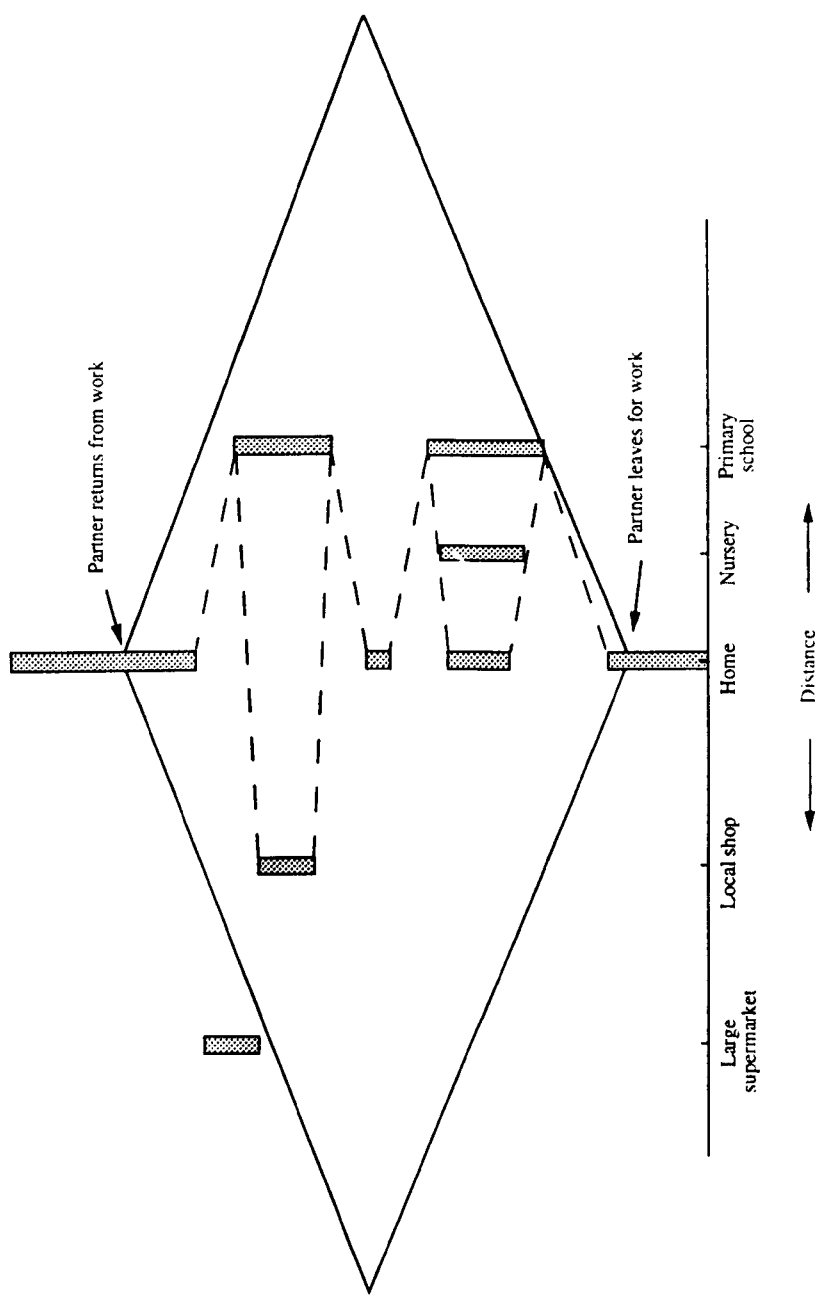 Partner returns from work
Partner leaves for work
Large
supermarket
Local shop
Home
Nursery
Primary
school
Distance